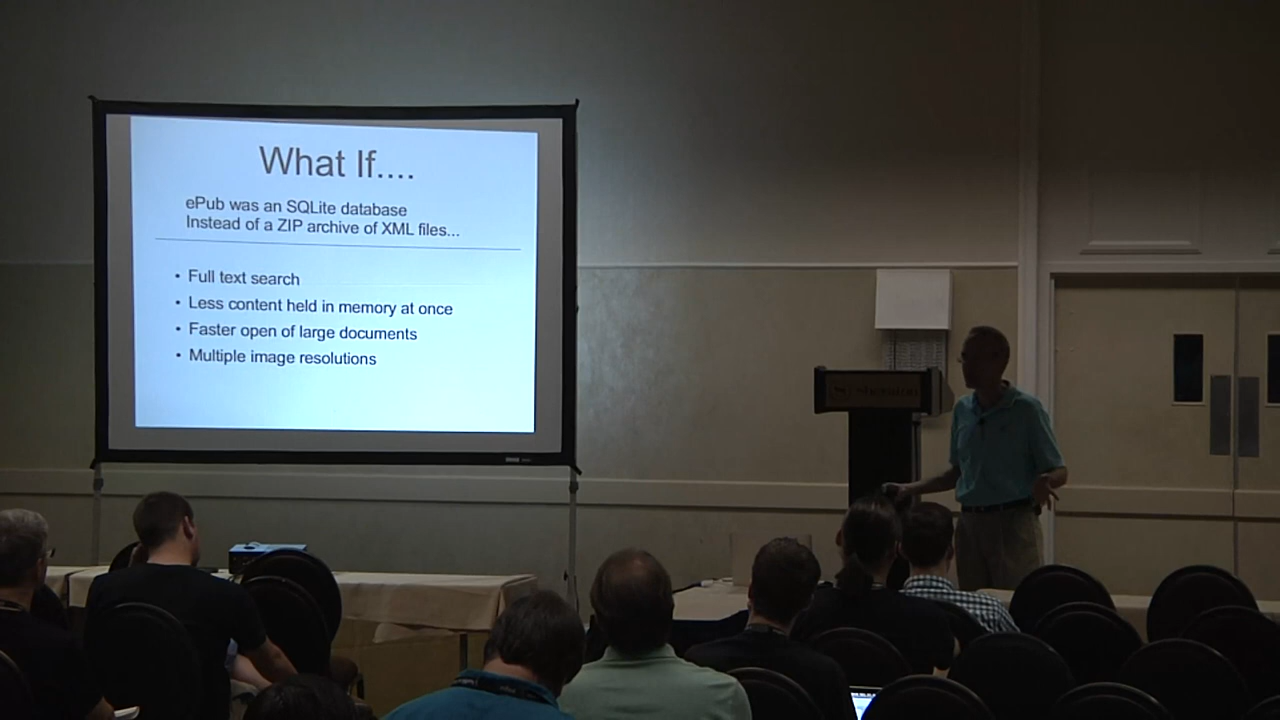 What If....
ePub was an SQLite database
Instead of a ZIP archive of XML files...
• Full text search
• Less content held in memory at once
• Faster open of large documents
• Multiple image resolutions